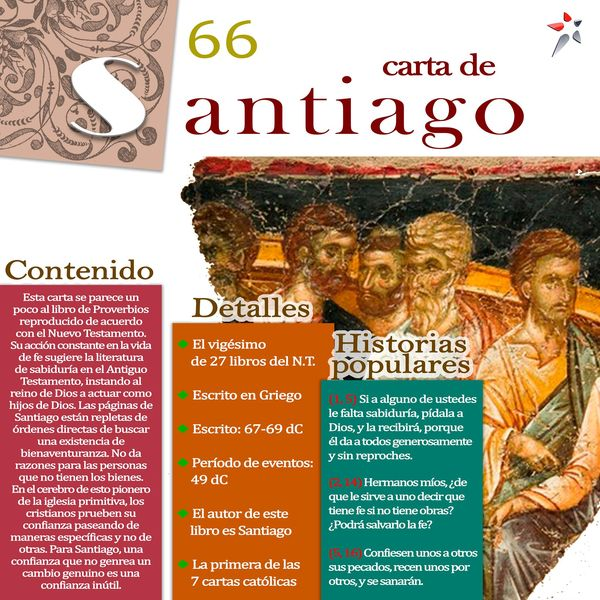 66
carta de
Santiago
Contenido
Esta carta se parece un
poco al libro de Proverbios
reproducido de acuerdo
con el Nuevo Testamento.
Su acción constante en la vida
de fe sugiere la literatura
de sabiduría en el Antiguo
Testamento, instando al
reino de Dios a actuar como
hijos de Dios. Las páginas de
Santiago están repletas de
órdenes directas de buscar
una existencia de
bienaventuranza. No da
razones para las personas
que no tienen los bienes.
En el cerebro de esto pionero
de la iglesia primitiva, los
cristianos prueben su
confianza paseando de
maneras específicas y no de
otras. Para Santiago, una
confianza que no genrea un
cambio genuino es una
confianza inútil.
Detalles
El vigésimo
de 27 libros del N.T.
Escrito en Griego
Escrito: 67-69 dC
Período de eventos:
49 dC
El autor de este
libro es Santiago
La primera de las
7 cartas católicas
Historias
populares
(1, 5) Si a alguno de ustedes
le falta sabiduría, pídala a
Dios, y la recibirá, porque
él da a todos generosamente
y sin reproches.
(2, 14) Hermanos míos, ¿de
que le sirve a uno decir que
tiene fe si no tiene obras?
¿Podrá salvarlo la fe?
(5, 16) Confiesen unos a otros
sus pecados, recen unos por
otros, y se sanarán.